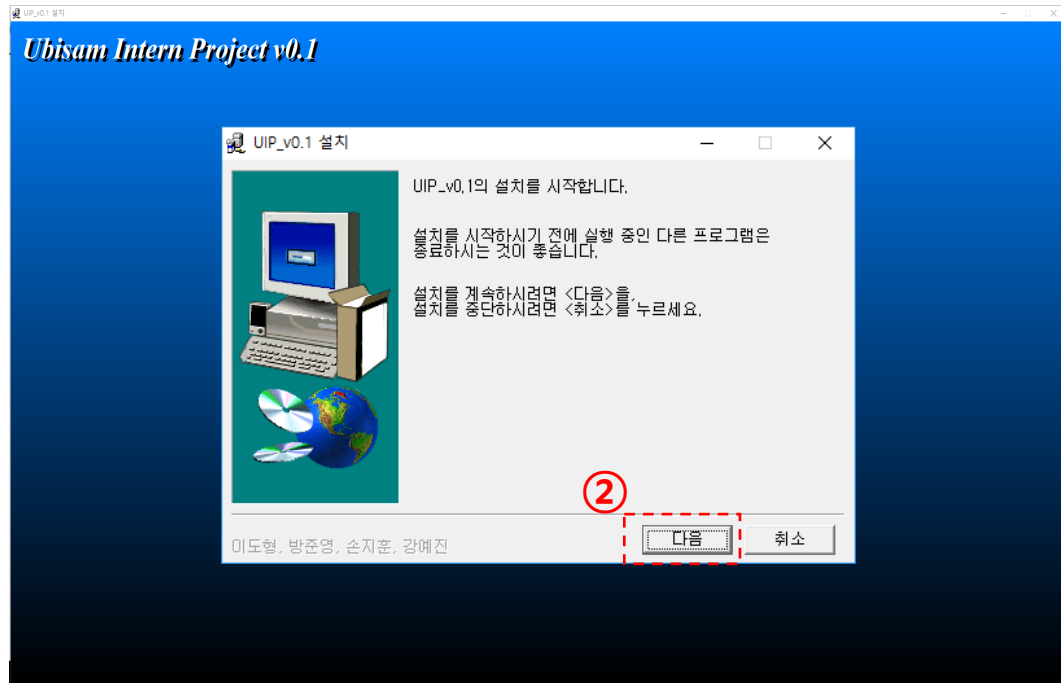 UIP_v0.1 설치
Ubisam Intern Project v0.1
UIP_v0.1 설치
UIP_v0.1의 설치를 시작합니다.
설치를 시작하시기 전에 실행 중인 다른 프로그램은
종료하시는 것이 좋습니다.
설치를 계속하시려면 <다음>을,
설치를 중단하시려면 <취소>를 누르세요.
②
이도형, 방준영, 손지훈, 강예진
다음
취소